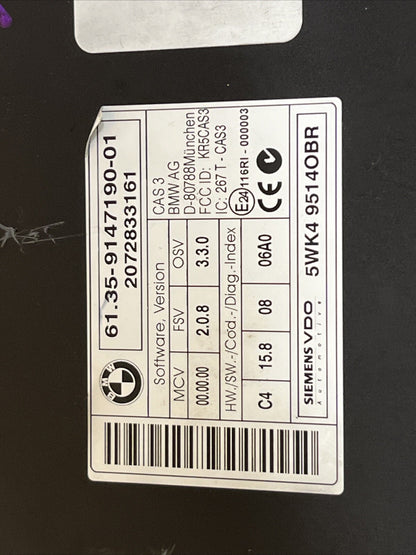 BMW
61.35-9147190-01
2072833161
Software, Version
MCV FSV OSV
00.00.00 2.0.8 3.3.0
CAS 3
BMW AG
D-80788München
FCC ID: KR5CAS3
IC: 267 T - CAS3
HW./SW.-/Cod.-/Diag.-Index
C4 15.8 08 06A0
E24 116RI - 000003
CE
SIEMENS VDO
Automotive
5WK4 9514OBR